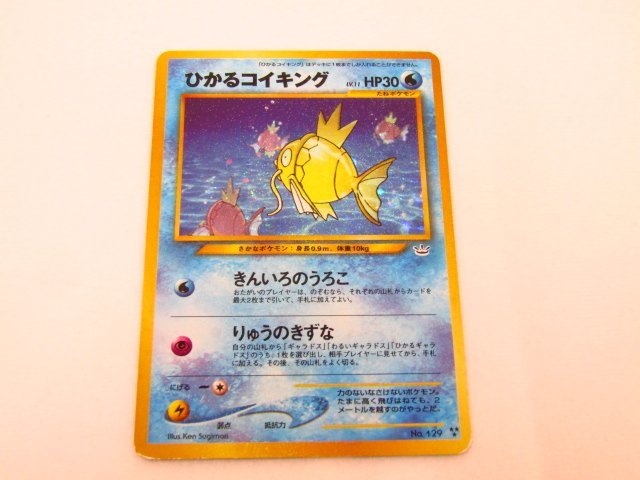 「ひかるコイキング」はデッキに1枚までしか入れることができません。
ひかるコイキング LV.11 HP30
たねポケモン
さかなポケモン：身長0.9m、体重10kg
きんいろのうろこ
おたがいのプレイヤーは、のぞむなら、それぞれの山札からカードを
最大2枚まで引いて、手札に加えてよい。
りゅうのきずな
自分の山札から「ギャラドス」「わるいギャラドス」「ひかるギャラ
ドス」のうち1枚を選び出し、相手プレイヤーに見せてから、手札
に加える。その後、この山札をよく切る。
にげる
力のないなさけないポケモン。
たまに高く飛びはねても、2
メートルを越すのがやっとだ。
弱点 抵抗力
Illus. Ken Sugimori
No. 129